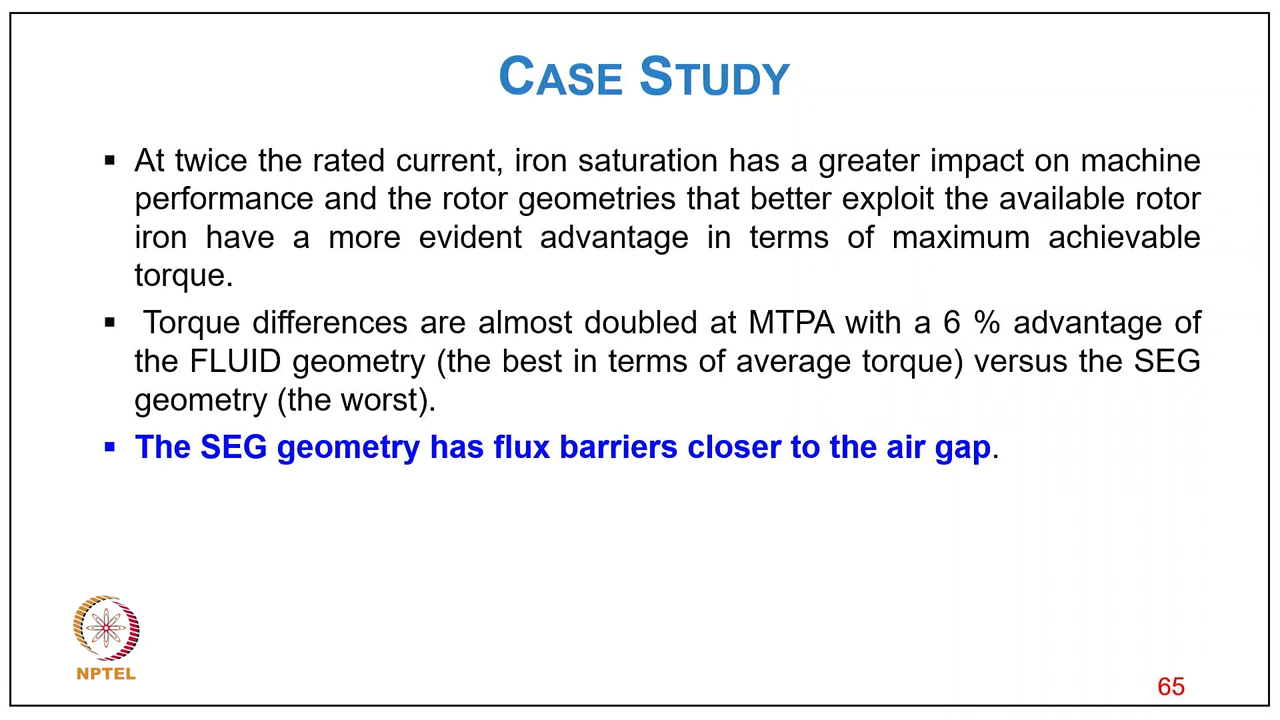 CASE STUDY
▪ At twice the rated current, iron saturation has a greater impact on machine
performance and the rotor geometries that better exploit the available rotor
iron have a more evident advantage in terms of maximum achievable
torque.
▪ Torque differences are almost doubled at MTPA with a 6 % advantage of
the FLUID geometry (the best in terms of average torque) versus the SEG
geometry (the worst).
▪ The SEG geometry has flux barriers closer to the air gap.
NPTEL
65